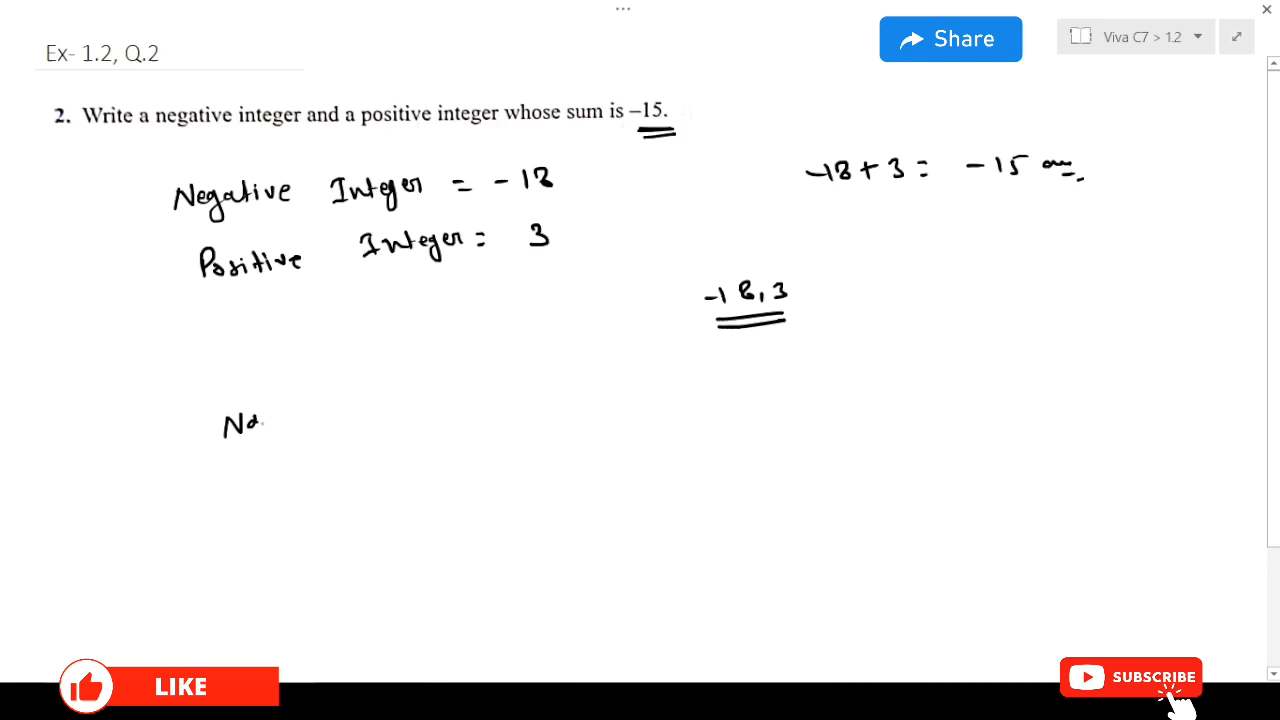 Ex- 1.2, Q.2
Share
Viva C7 > 1.2
2. Write a negative integer and a positive integer whose sum is –15.
Negative Integer = - 18
-18 + 3 = - 15 ans.
Positive Integer = 3
-18, 3
LIKE
SUBSCRIBE